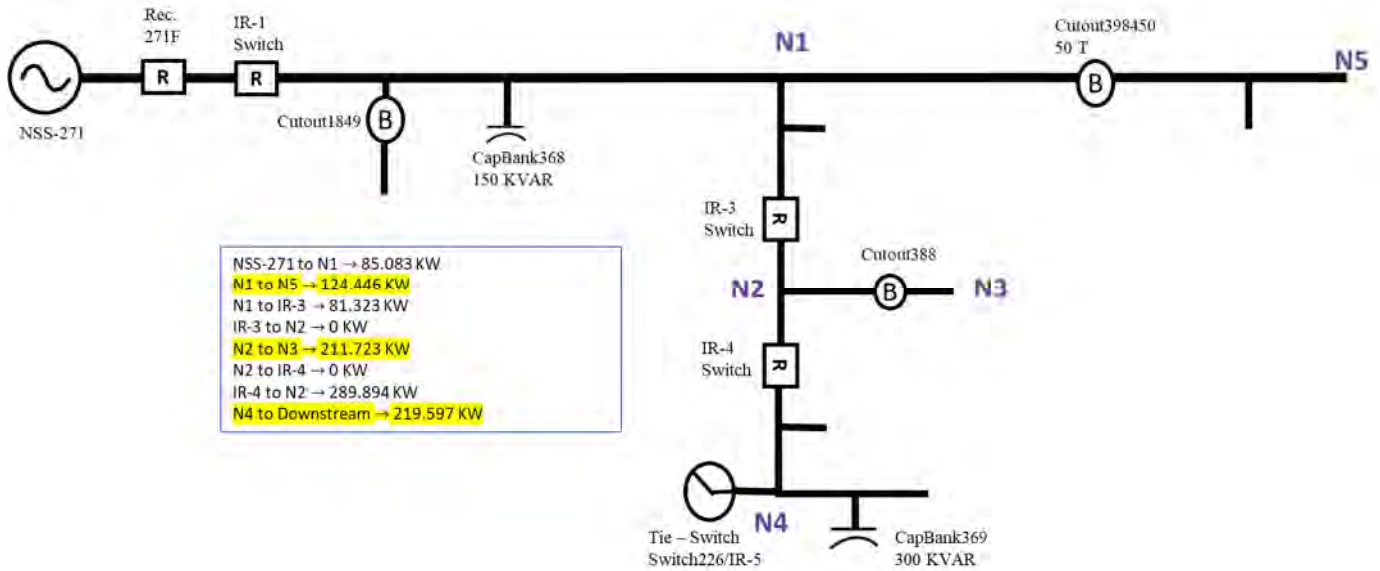 Rec.
271F
IR-1
Switch
N1
Cutout398450
50 T
N5
R
R
B
NSS-271
Cutout1849
B
CapBank368
150 KVAR
IR-3
Switch
R
Cutout388
N2
B
N3
NSS-271 to N1 → 85.083 KW
N1 to N5 → 124.446 KW
N1 to IR-3 → 81.323 KW
IR-3 to N2 → 0 KW
N2 to N3 → 211.723 KW
N2 to IR-4 → 0 KW
IR-4 to N2 → 289.894 KW
N4 to Downstream → 219.597 KW
IR-4
Switch
R
N4
Tie – Switch
Switch226/IR-5
CapBank369
300 KVAR